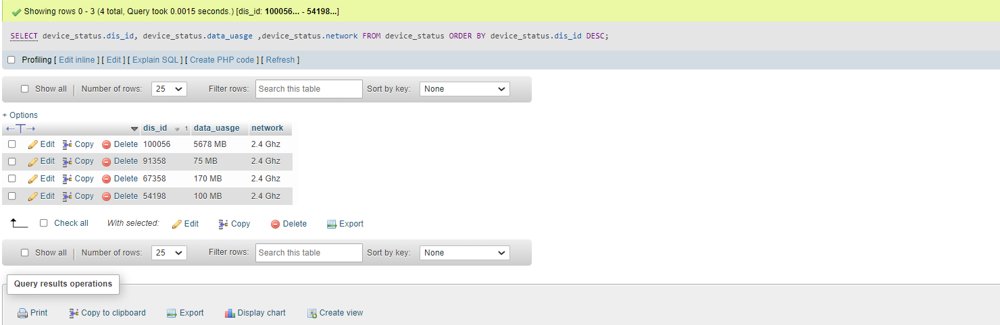 Showing rows 0 - 3 (4 total, Query took 0.0015 seconds.) [dis_id: 100056... - 54198...]
SELECT device_status.dis_id, device_status.data_uasge ,device_status.network FROM device_status ORDER BY device_status.dis_id DESC;
Profiling [ Edit inline ] [ Edit ] [ Explain SQL ] [ Create PHP code ] [ Refresh ]
Show all | Number of rows: 25 Filter rows: Search this table Sort by key: None
+ Options
←T→ dis_id 1 data_uasge network
Edit Copy Delete 100056 5678 MB 2.4 Ghz
Edit Copy Delete 91358 75 MB 2.4 Ghz
Edit Copy Delete 67358 170 MB 2.4 Ghz
Edit Copy Delete 54198 100 MB 2.4 Ghz
Check all With selected: Edit Copy Delete Export
Show all | Number of rows: 25 Filter rows: Search this table Sort by key: None
Query results operations
Print Copy to clipboard Export Display chart Create view